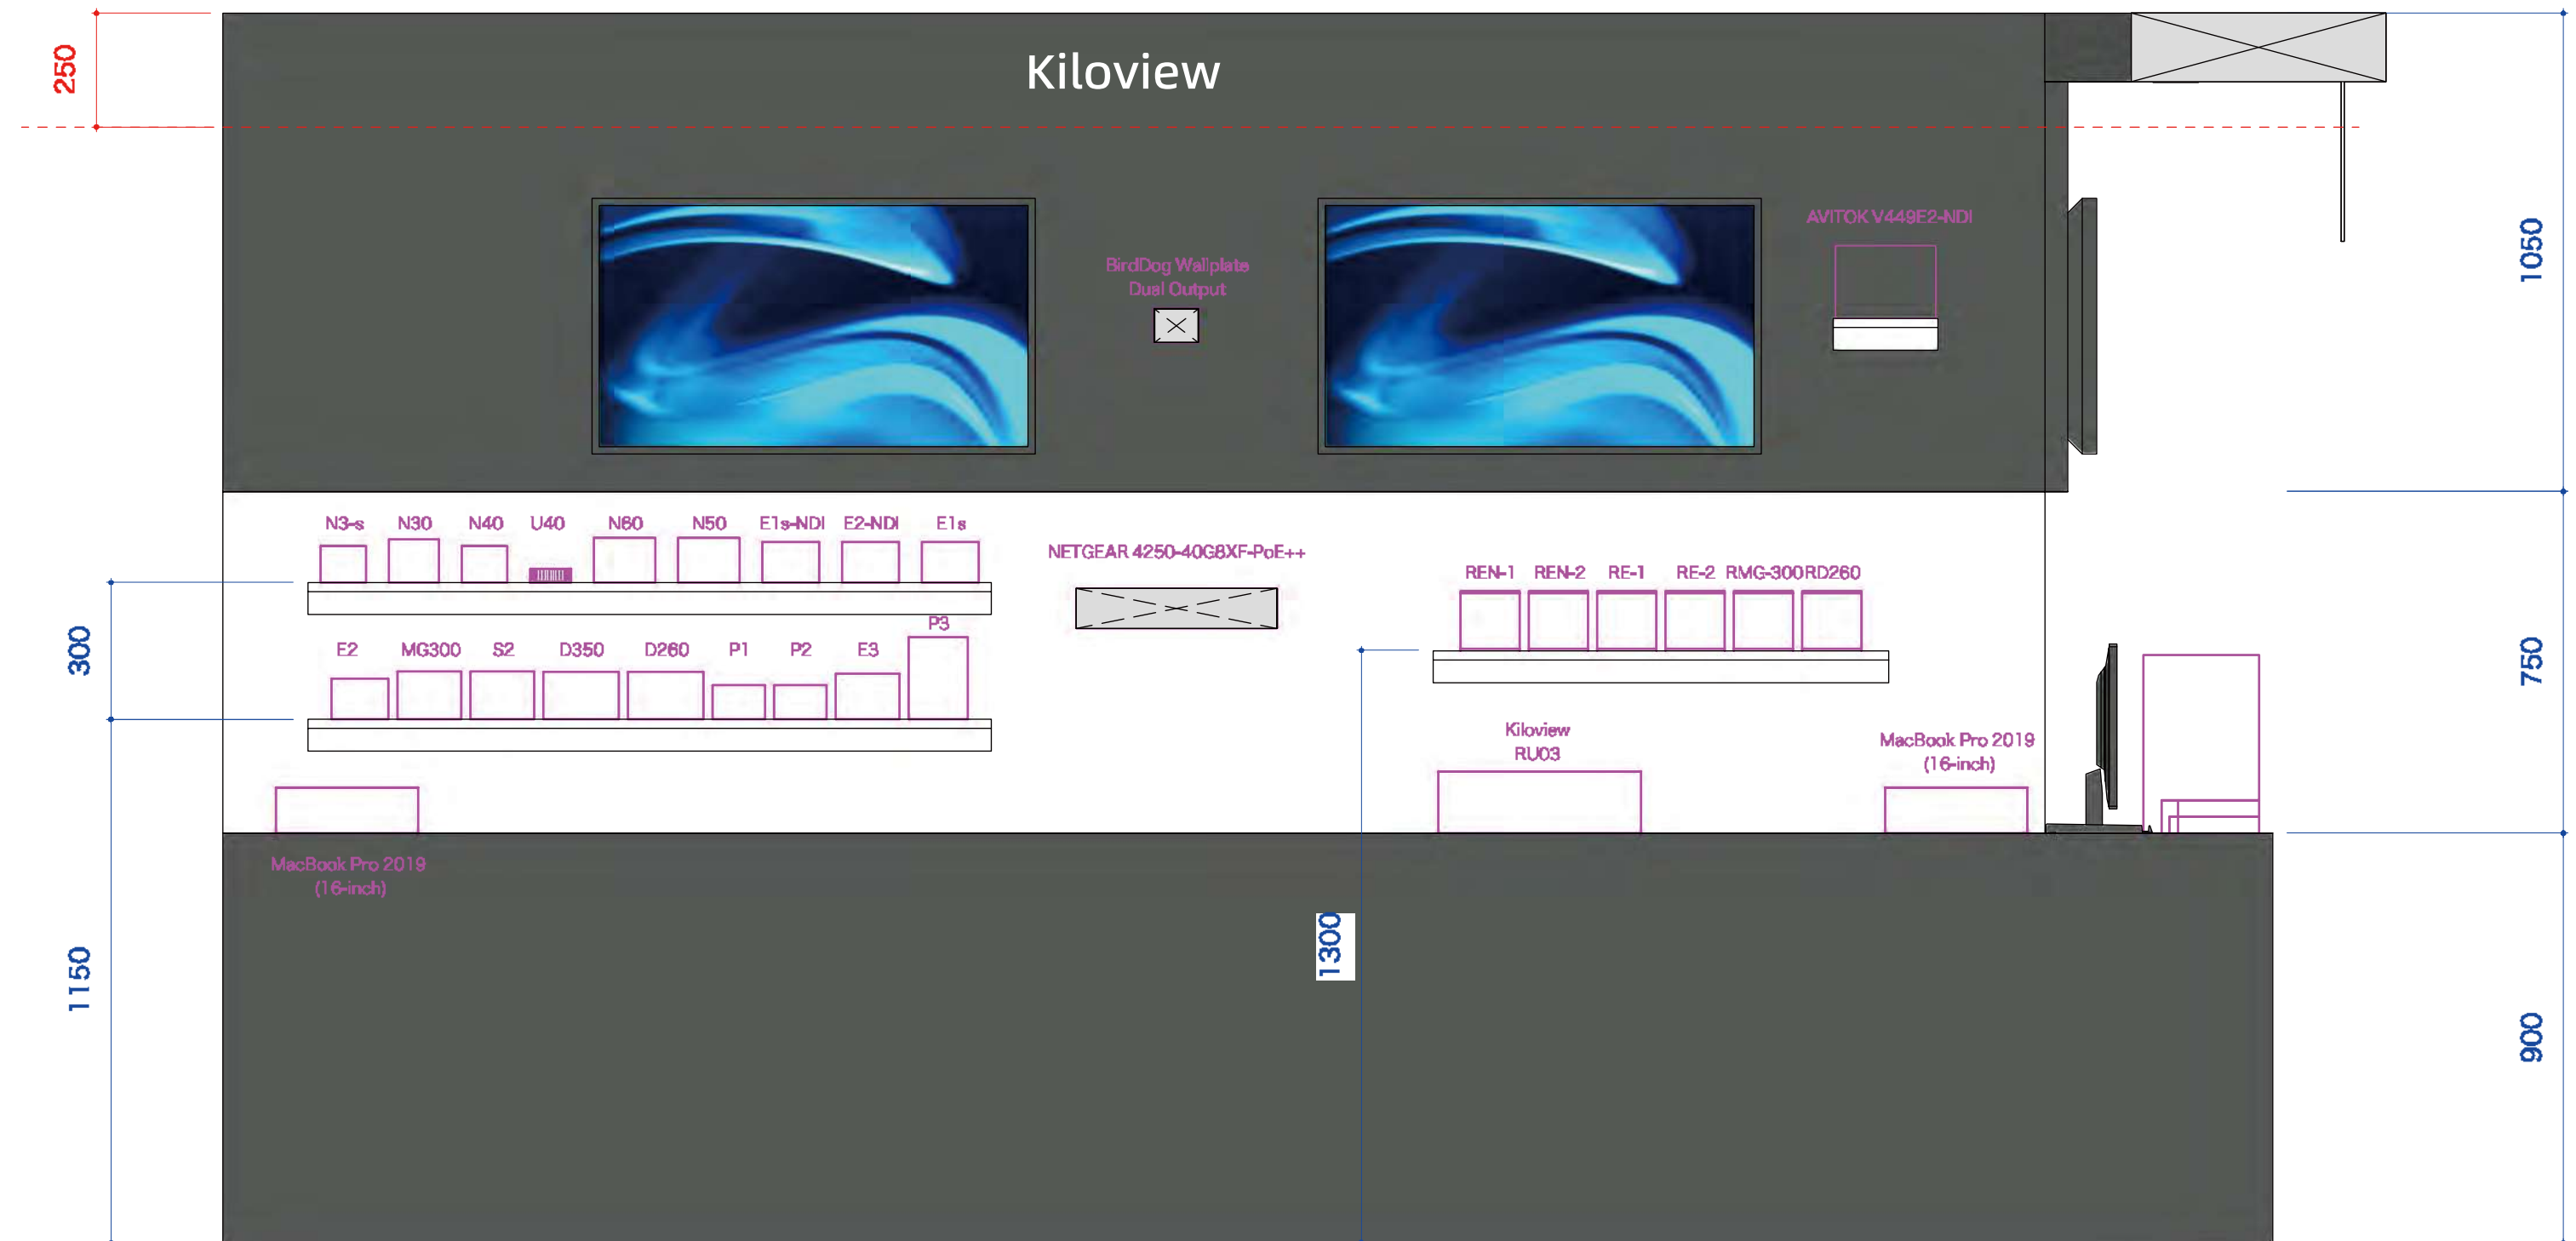 250
Kiloview
AVITOK V449E2-NDI
BirdDog Wallplate
Dual Output
1050
N3-s N30 N40 U40 N60 N50 E1s-NDI E2-NDI E1s
NETGEAR 4250-40G8XF-PoE++
REN-1 REN-2 RE-1 RE-2 RMG-300 RD260
P3
300
E2 MG300 S2 D350 D260 P1 P2 E3
750
Kiloview
RU03
MacBook Pro 2019
(16-inch)
MacBook Pro 2019
(16-inch)
1300
1150
900